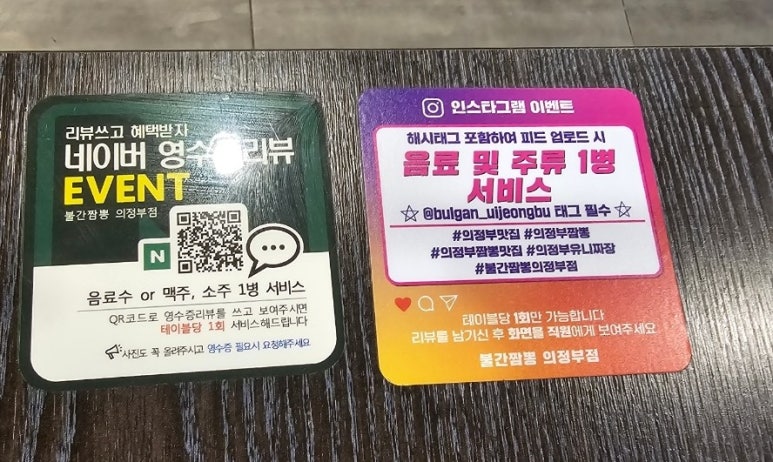 리뷰쓰고 혜택받자
네이버 영수 리뷰
EVENT
불간짬뽕 의정부점
N
음료수 or 맥주, 소주 1병 서비스
QR코드로 영수증리뷰를 쓰고 보여주시면
테이블당 1회 서비스해드립니다
사진도 꼭 올려주시고 영수증 필요시 요청해주세요
인스타그램 이벤트
해시태그 포함하여 피드 업로드 시
음료 및 주류 1병
서비스
☆ @bulgan_uijeongbu 태그 필수 ☆
#의정부맛집 #의정부짬뽕
#의정부짬뽕맛집 #의정부유니짜장
#불간짬뽕의정부점
테이블당 1회만 가능합니다
리뷰를 남기신 후 화면을 직원에게 보여주세요
불간짬뽕 의정부점